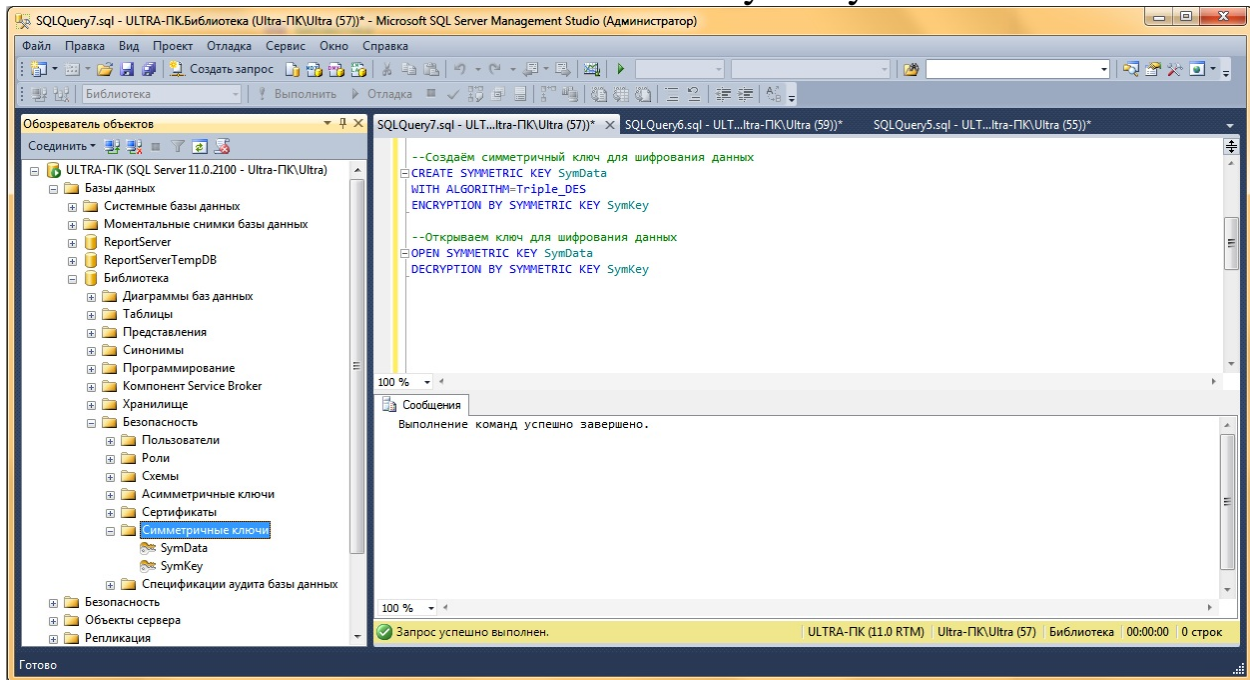 SQLQuery7.sql - ULTRA-ПК.Библиотека (Ultra-ПК\Ultra (57))* - Microsoft SQL Server Management Studio (Администратор)
Файл Правка Вид Проект Отладка Сервис Окно Справка
Создать запрос
Библиотека
Выполнить
Отладка
Обозреватель объектов
Соединить
ULTRA-ПК (SQL Server 11.0.2100 - Ultra-ПК\Ultra)
Базы данных
Системные базы данных
Моментальные снимки базы данных
ReportServer
ReportServerTempDB
Библиотека
Диаграммы баз данных
Таблицы
Представления
Синонимы
Программирование
Компонент Service Broker
Хранилище
Безопасность
Пользователи
Роли
Схемы
Асимметричные ключи
Сертификаты
Симметричные ключи
SymData
SymKey
Спецификации аудита базы данных
Безопасность
Объекты сервера
Репликация
SQLQuery7.sql - ULT...ltra-ПК\Ultra (57))*
SQLQuery6.sql - ULT...ltra-ПК\Ultra (59))*
SQLQuery5.sql - ULT...ltra-ПК\Ultra (55))*
--Создаём симметричный ключ для шифрования данных
CREATE SYMMETRIC KEY SymData
WITH ALGORITHM=Triple_DES
ENCRYPTION BY SYMMETRIC KEY SymKey
--Открываем ключ для шифрования данных
OPEN SYMMETRIC KEY SymData
DECRYPTION BY SYMMETRIC KEY SymKey
100 %
Сообщения
Выполнение команд успешно завершено.
100 %
Запрос успешно выполнен.
ULTRA-ПК (11.0 RTM)
Ultra-ПК\Ultra (57)
Библиотека
00:00:00
0 строк
Готово